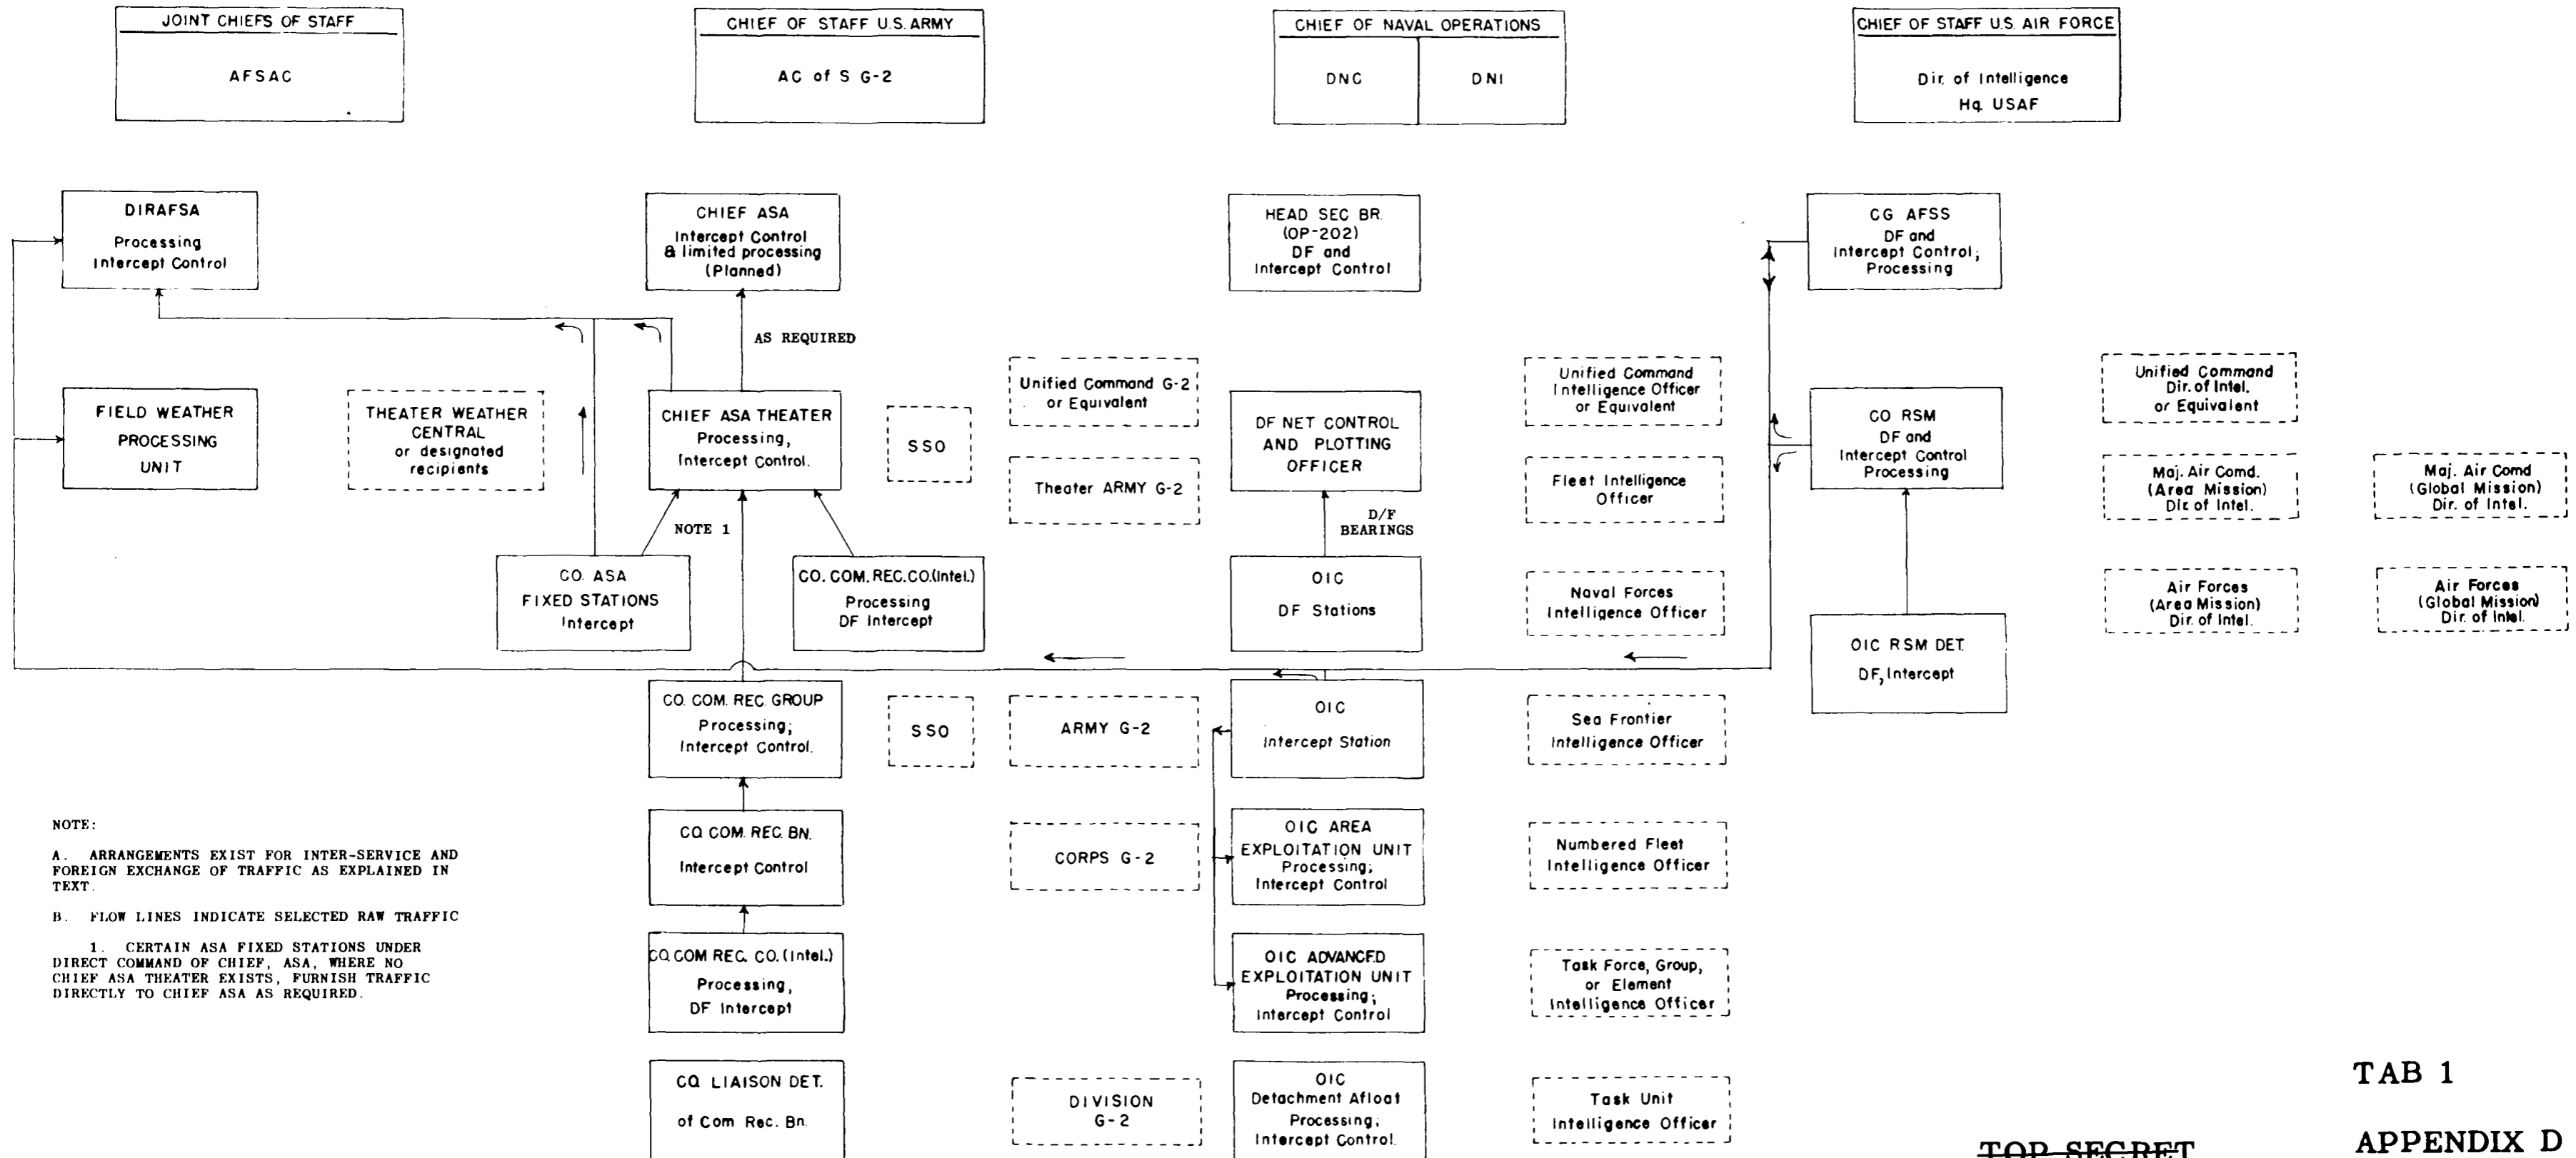 JOINT CHIEFS OF STAFF
AFSAC
CHIEF OF STAFF U.S. ARMY
AC of S G-2
CHIEF OF NAVAL OPERATIONS
DNC
DNI
CHIEF OF STAFF U.S. AIR FORCE
Dir. of Intelligence
Hq. USAF
DIRAFSA
Processing
Intercept Control
CHIEF ASA
Intercept Control
& limited processing
(Planned)
HEAD SEC BR.
(OP-202)
DF and
Intercept Control
CG AFSS
DF and
Intercept Control;
Processing
AS REQUIRED
FIELD WEATHER
PROCESSING
UNIT
THEATER WEATHER
CENTRAL
or designated
recipients
CHIEF ASA THEATER
Processing,
Intercept Control.
SSO
Unified Command G-2
or Equivalent
Theater ARMY G-2
DF NET CONTROL
AND PLOTTING
OFFICER
Unified Command
Intelligence Officer
or Equivalent
Fleet Intelligence
Officer
CO RSM
DF and
Intercept Control
Processing
Unified Command
Dir. of Intel.
or Equivalent
Maj. Air Comd.
(Area Mission)
Dir. of Intel.
Maj. Air Comd
(Global Mission)
Dir. of Intel.
NOTE 1
D/F
BEARINGS
CO. ASA
FIXED STATIONS
Intercept
CO. COM. REC. CO. (Intel.)
Processing
DF Intercept
OIC
DF Stations
Naval Forces
Intelligence Officer
OIC RSM DET.
DF, Intercept
Air Forces
(Area Mission)
Dir. of Intel.
Air Forces
(Global Mission)
Dir. of Intel.
CO. COM. REC. GROUP
Processing;
Intercept Control.
SSO
ARMY G-2
OIC
Intercept Station
Sea Frontier
Intelligence Officer
NOTE:
A. ARRANGEMENTS EXIST FOR INTER-SERVICE AND
FOREIGN EXCHANGE OF TRAFFIC AS EXPLAINED IN
TEXT.
B. FLOW LINES INDICATE SELECTED RAW TRAFFIC
1. CERTAIN ASA FIXED STATIONS UNDER
DIRECT COMMAND OF CHIEF, ASA, WHERE NO
CHIEF ASA THEATER EXISTS, FURNISH TRAFFIC
DIRECTLY TO CHIEF ASA AS REQUIRED.
CO. COM. REC. BN.
Intercept Control
CORPS G-2
OIC AREA
EXPLOITATION UNIT
Processing;
Intercept Control
Numbered Fleet
Intelligence Officer
CO. COM REC. CO. (Intel.)
Processing,
DF Intercept
OIC ADVANCED
EXPLOITATION UNIT
Processing;
Intercept Control
Task Force, Group,
or Element
Intelligence Officer
CO. LIAISON DET.
of Com Rec. Bn.
DIVISION
G-2
OIC
Detachment Afloat
Processing;
Intercept Control.
Task Unit
Intelligence Officer
TAB 1
APPENDIX D
TOP SECRET